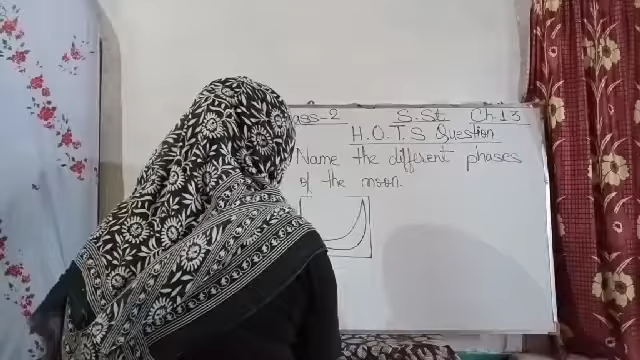 ass-2 S.St Ch.13
H.O.T.S Question
Name the different phases
of the moon.